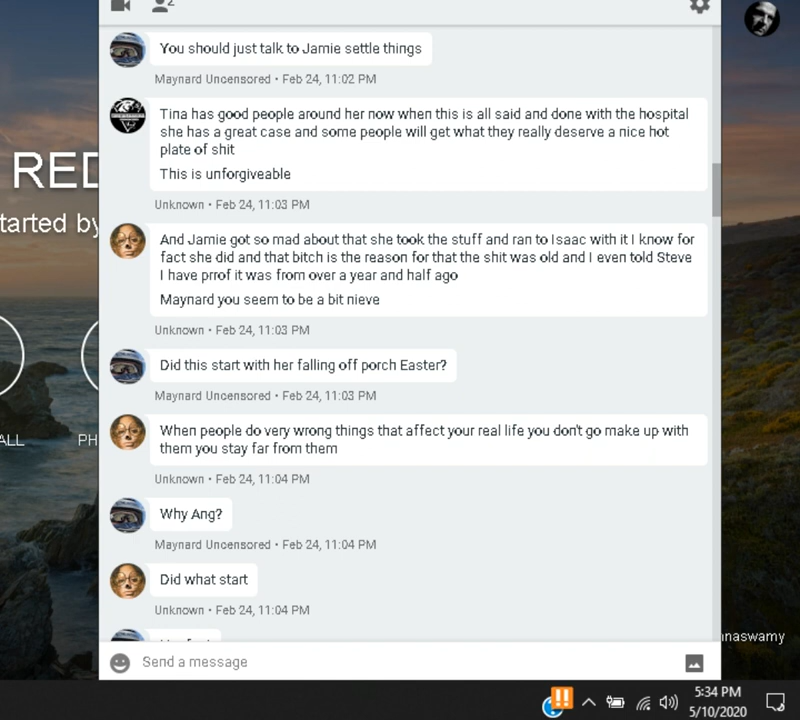 2
You should just talk to Jamie settle things
Maynard Uncensored • Feb 24, 11:02 PM
Tina has good people around her now when this is all said and done with the hospital
she has a great case and some people will get what they really deserve a nice hot
plate of shit
This is unforgiveable
RED
Unknown • Feb 24, 11:03 PM
tarted by
And Jamie got so mad about that she took the stuff and ran to Isaac with it I know for
fact she did and that bitch is the reason for that the shit was old and I even told Steve
I have prrof it was from over a year and half ago
Maynard you seem to be a bit nieve
Unknown • Feb 24, 11:03 PM
Did this start with her falling off porch Easter?
Maynard Uncensored • Feb 24, 11:03 PM
When people do very wrong things that affect your real life you don't go make up with
them you stay far from them
ALL
PH
Unknown • Feb 24, 11:04 PM
Why Ang?
Maynard Uncensored • Feb 24, 11:04 PM
Did what start
Unknown • Feb 24, 11:04 PM
nnaswamy
Send a message
5:34 PM
5/10/2020